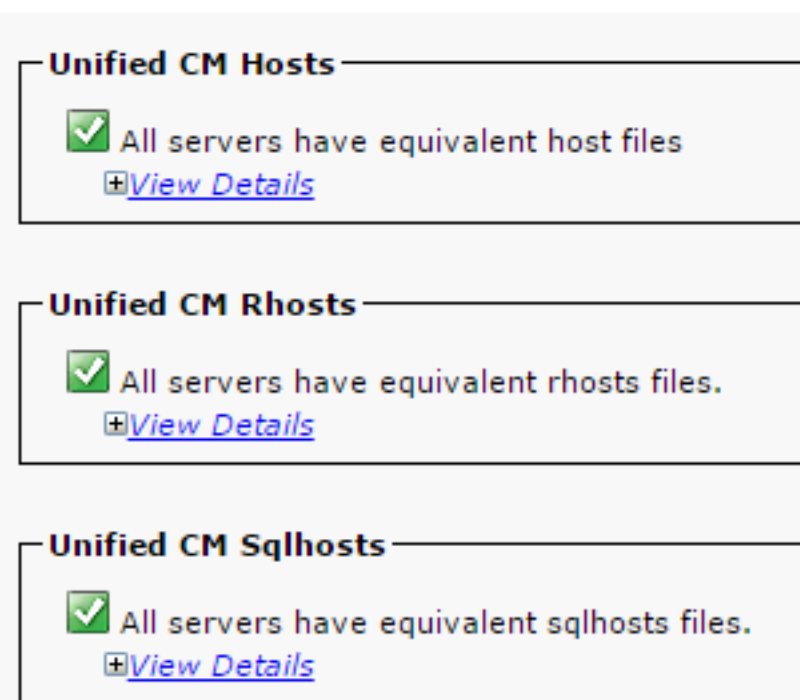 Unified CM Hosts
All servers have equivalent host files
View Details
Unified CM Rhosts
All servers have equivalent rhosts files.
View Details
Unified CM Sqlhosts
All servers have equivalent sqlhosts files.
View Details